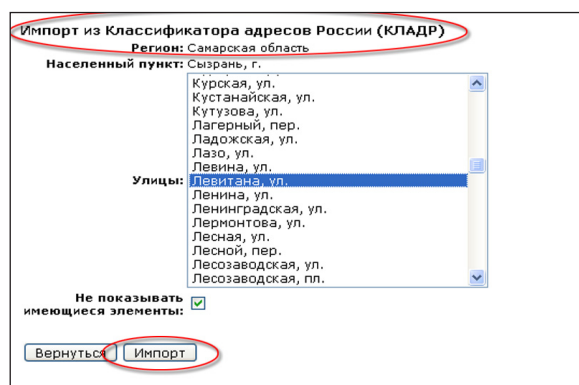 Импорт из Классификатора адресов России (КЛАДР)
Регион: Самарская область
Населенный пункт: Сызрань, г.
Курская, ул.
Кустанайская, ул.
Кутузова, ул.
Лагерный, пер.
Ладожская, ул.
Лазо, ул.
Левина, ул.
Улицы: Левитана, ул.
Ленина, ул.
Ленинградская, ул.
Лермонтова, ул.
Лесная, ул.
Лесной, пер.
Лесозаводская, ул.
Лесозаводская, пл.
Не показывать
имеющиеся элементы:
Вернуться Импорт